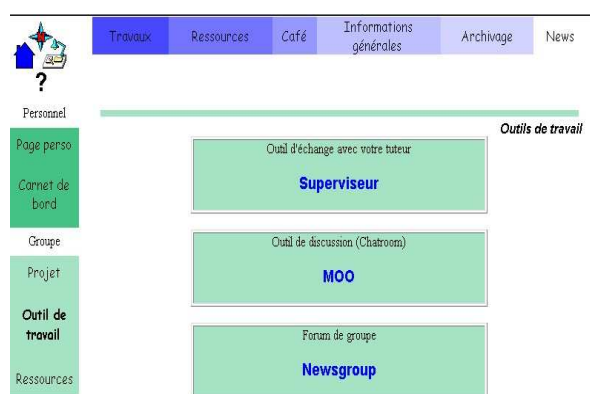 Travaux
Ressources
Café
Informations
générales
Archivage
News
?
Personnel
Page perso
Carnet de
bord
Groupe
Projet
Outil de
travail
Ressources
Outils de travail
Outil d'échange avec votre tuteur
Superviseur
Outil de discussion (Chatroom)
MOO
Forum de groupe
Newsgroup